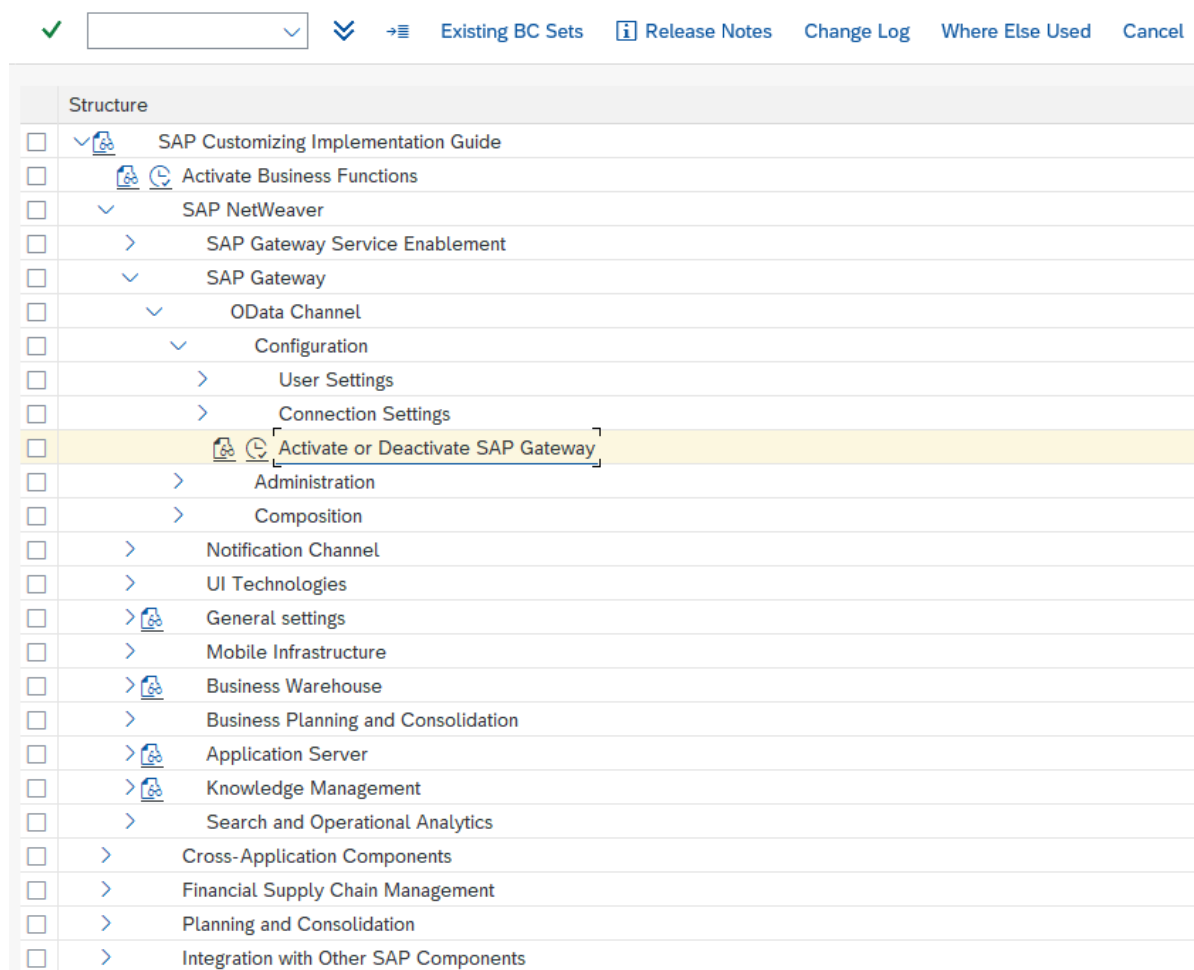 Existing BC Sets Release Notes Change Log Where Else Used Cancel
Structure
SAP Customizing Implementation Guide
Activate Business Functions
SAP NetWeaver
SAP Gateway Service Enablement
SAP Gateway
OData Channel
Configuration
User Settings
Connection Settings
Activate or Deactivate SAP Gateway
Administration
Composition
Notification Channel
UI Technologies
General settings
Mobile Infrastructure
Business Warehouse
Business Planning and Consolidation
Application Server
Knowledge Management
Search and Operational Analytics
Cross-Application Components
Financial Supply Chain Management
Planning and Consolidation
Integration with Other SAP Components